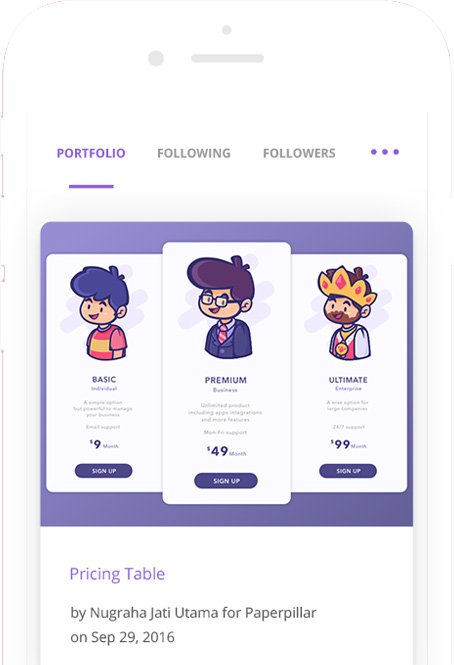 PORTFOLIO FOLLOWING FOLLOWERS
BASIC
Individual
A simple option
but powerful to manage
your business
Email support
$9 Month
SIGN UP
PREMIUM
Business
Unlimited product
including apps integrations
and more features
Mon-Fri support
$49 Month
SIGN UP
ULTIMATE
Enterprise
A wise option for
large companies
24/7 support
$99 Month
SIGN UP
Pricing Table
by Nugraha Jati Utama for Paperpillar
on Sep 29, 2016